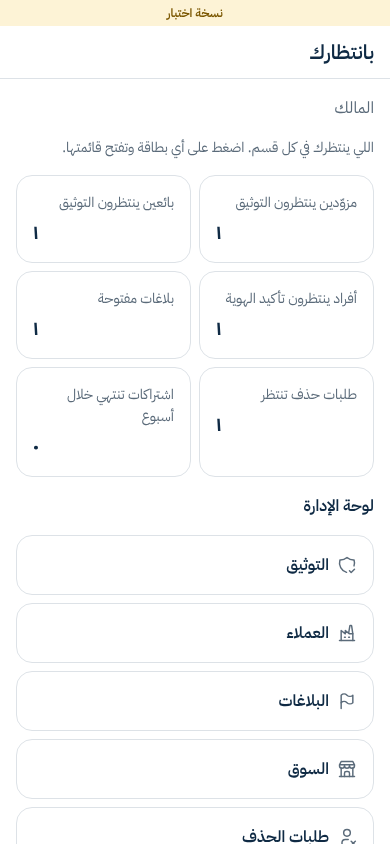 نسخة اختبار
بانتظارك
المالك
اللي ينتظرك في كل قسم. اضغط على أي بطاقة وتفتح قائمتها.
مزوّدين ينتظرون التوثيق
١
بائعين ينتظرون التوثيق
١
أفراد ينتظرون تأكيد الهوية
١
بلاغات مفتوحة
١
طلبات حذف تنتظر
١
اشتراكات تنتهي خلال
أسبوع
٠
لوحة الإدارة
التوثيق
العملاء
البلاغات
السوق
طلبات الحذف